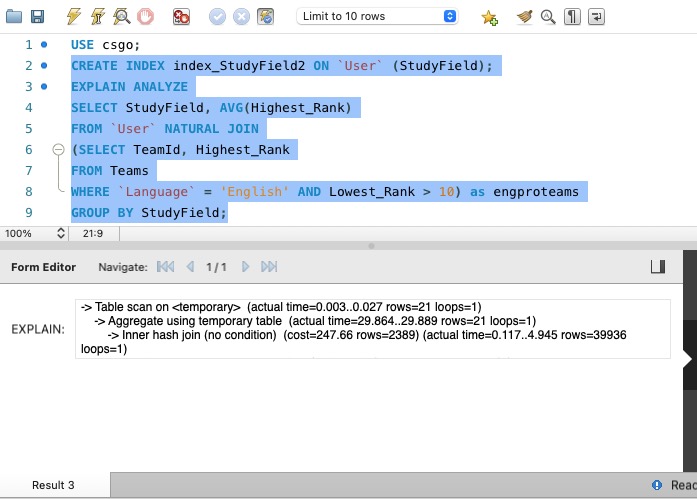 Limit to 10 rows
1 USE csgo;
2 CREATE INDEX index_StudyField2 ON `User` (StudyField);
3 EXPLAIN ANALYZE
4 SELECT StudyField, AVG(Highest_Rank)
5 FROM `User` NATURAL JOIN
6 (SELECT TeamId, Highest_Rank
7 FROM Teams
8 WHERE `Language` = 'English' AND Lowest_Rank > 10) as engproteams
9 GROUP BY StudyField;
100% 21:9
Form Editor Navigate: 1/1
EXPLAIN:
-> Table scan on <temporary> (actual time=0.003..0.027 rows=21 loops=1)
-> Aggregate using temporary table (actual time=29.864..29.889 rows=21 loops=1)
-> Inner hash join (no condition) (cost=247.66 rows=2389) (actual time=0.117..4.945 rows=39936
loops=1)
Result 3 Reac